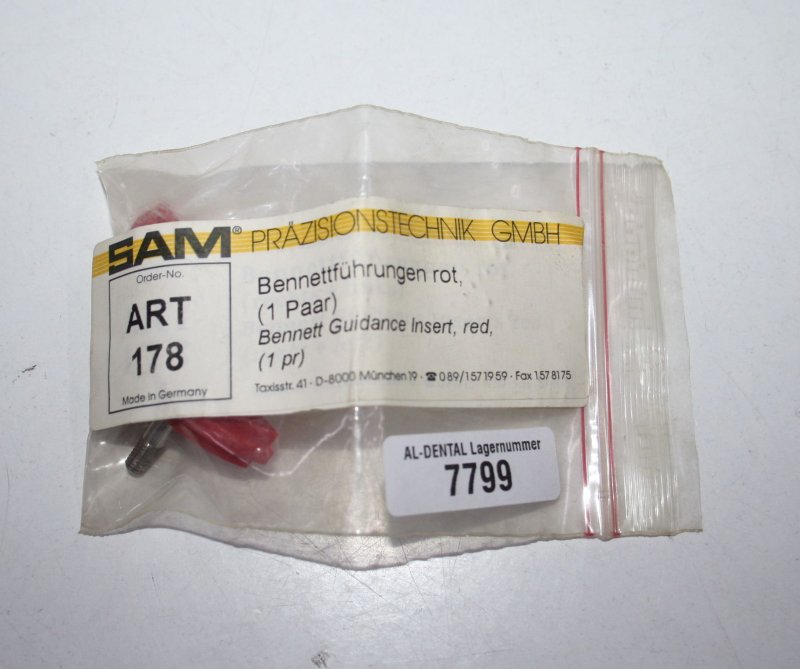 SAM® PRÄZISIONSTECHNIK GMBH
Order-No.
ART
178
Made in Germany
Bennettführungen rot,
(1 Paar)
Bennett Guidance Insert, red,
(1 pr)
Taxisstr. 41 · D-8000 München 19 · ☎ 089/1571959 · Fax 1578175
AL-DENTAL Lagernummer
7799